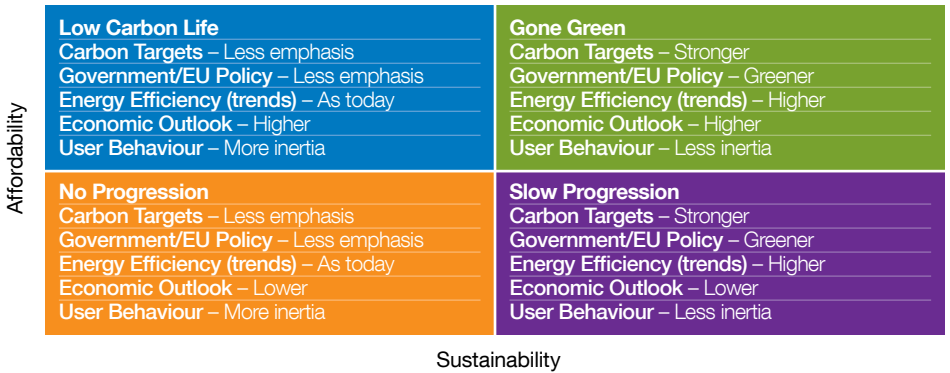 Affordability
Low Carbon Life
Carbon Targets – Less emphasis
Government/EU Policy – Less emphasis
Energy Efficiency (trends) – As today
Economic Outlook – Higher
User Behaviour – More inertia
Gone Green
Carbon Targets – Stronger
Government/EU Policy – Greener
Energy Efficiency (trends) – Higher
Economic Outlook – Higher
User Behaviour – Less inertia
No Progression
Carbon Targets – Less emphasis
Government/EU Policy – Less emphasis
Energy Efficiency (trends) – As today
Economic Outlook – Lower
User Behaviour – More inertia
Slow Progression
Carbon Targets – Stronger
Government/EU Policy – Greener
Energy Efficiency (trends) – Higher
Economic Outlook – Lower
User Behaviour – Less inertia
Sustainability